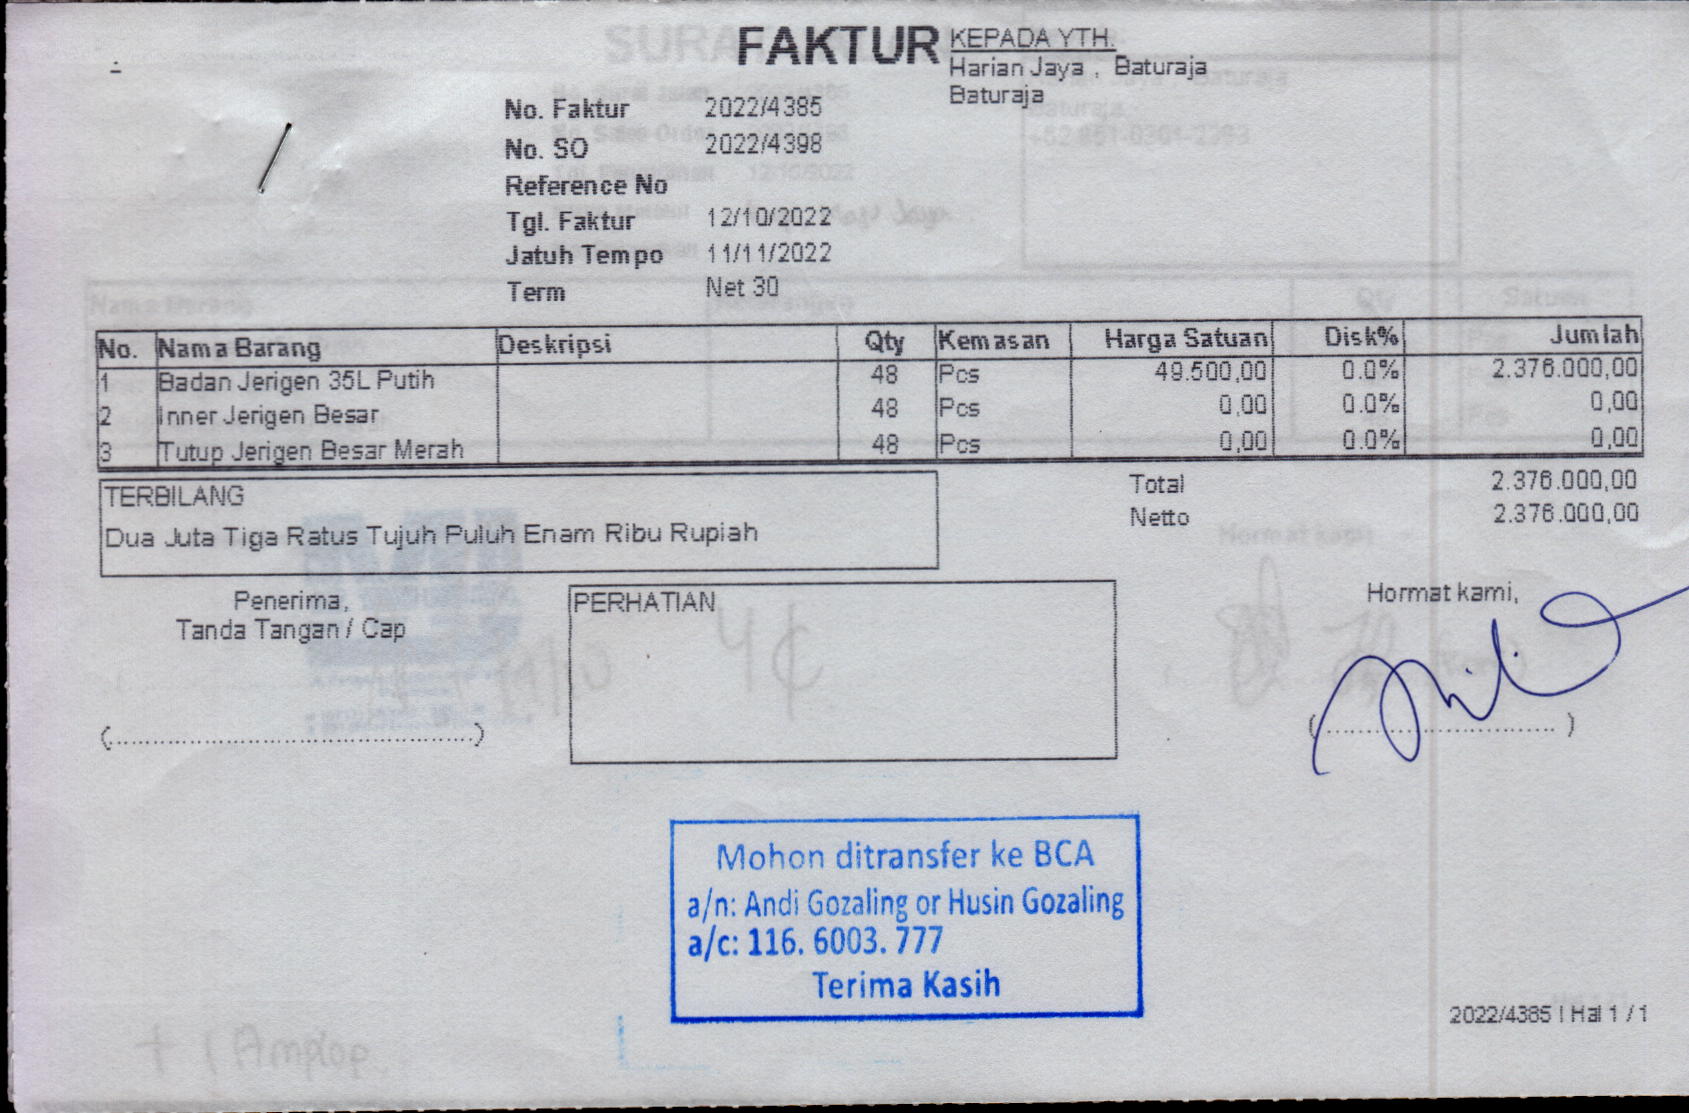 FAKTUR
KEPADA YTH.
Harian Jaya , Baturaja
Baturaja
No. Faktur 2022/4385
No. SO 2022/4398
Reference No
Tgl. Faktur 12/10/2022
Jatuh Tempo 11/11/2022
Term Net 30
No. Nama Barang Deskripsi Qty Kemasan Harga Satuan Disk% Jumlah
1 Badan Jerigen 35L Putih 48 Pcs 49.500,00 0.0% 2.376.000,00
2 Inner Jerigen Besar 48 Pcs 0,00 0.0% 0,00
3 Tutup Jerigen Besar Merah 48 Pcs 0,00 0.0% 0,00
TERBILANG
Dua Juta Tiga Ratus Tujuh Puluh Enam Ribu Rupiah
Total 2.376.000,00
Netto 2.376.000,00
Penerima,
Tanda Tangan / Cap
(....................................................)
PERHATIAN
Hormat kami,
(.................................)
Mohon ditransfer ke BCA
a/n: Andi Gozaling or Husin Gozaling
a/c: 116. 6003. 777
Terima Kasih
2022/4385 | Hal 1 / 1
+ 1 Amplop